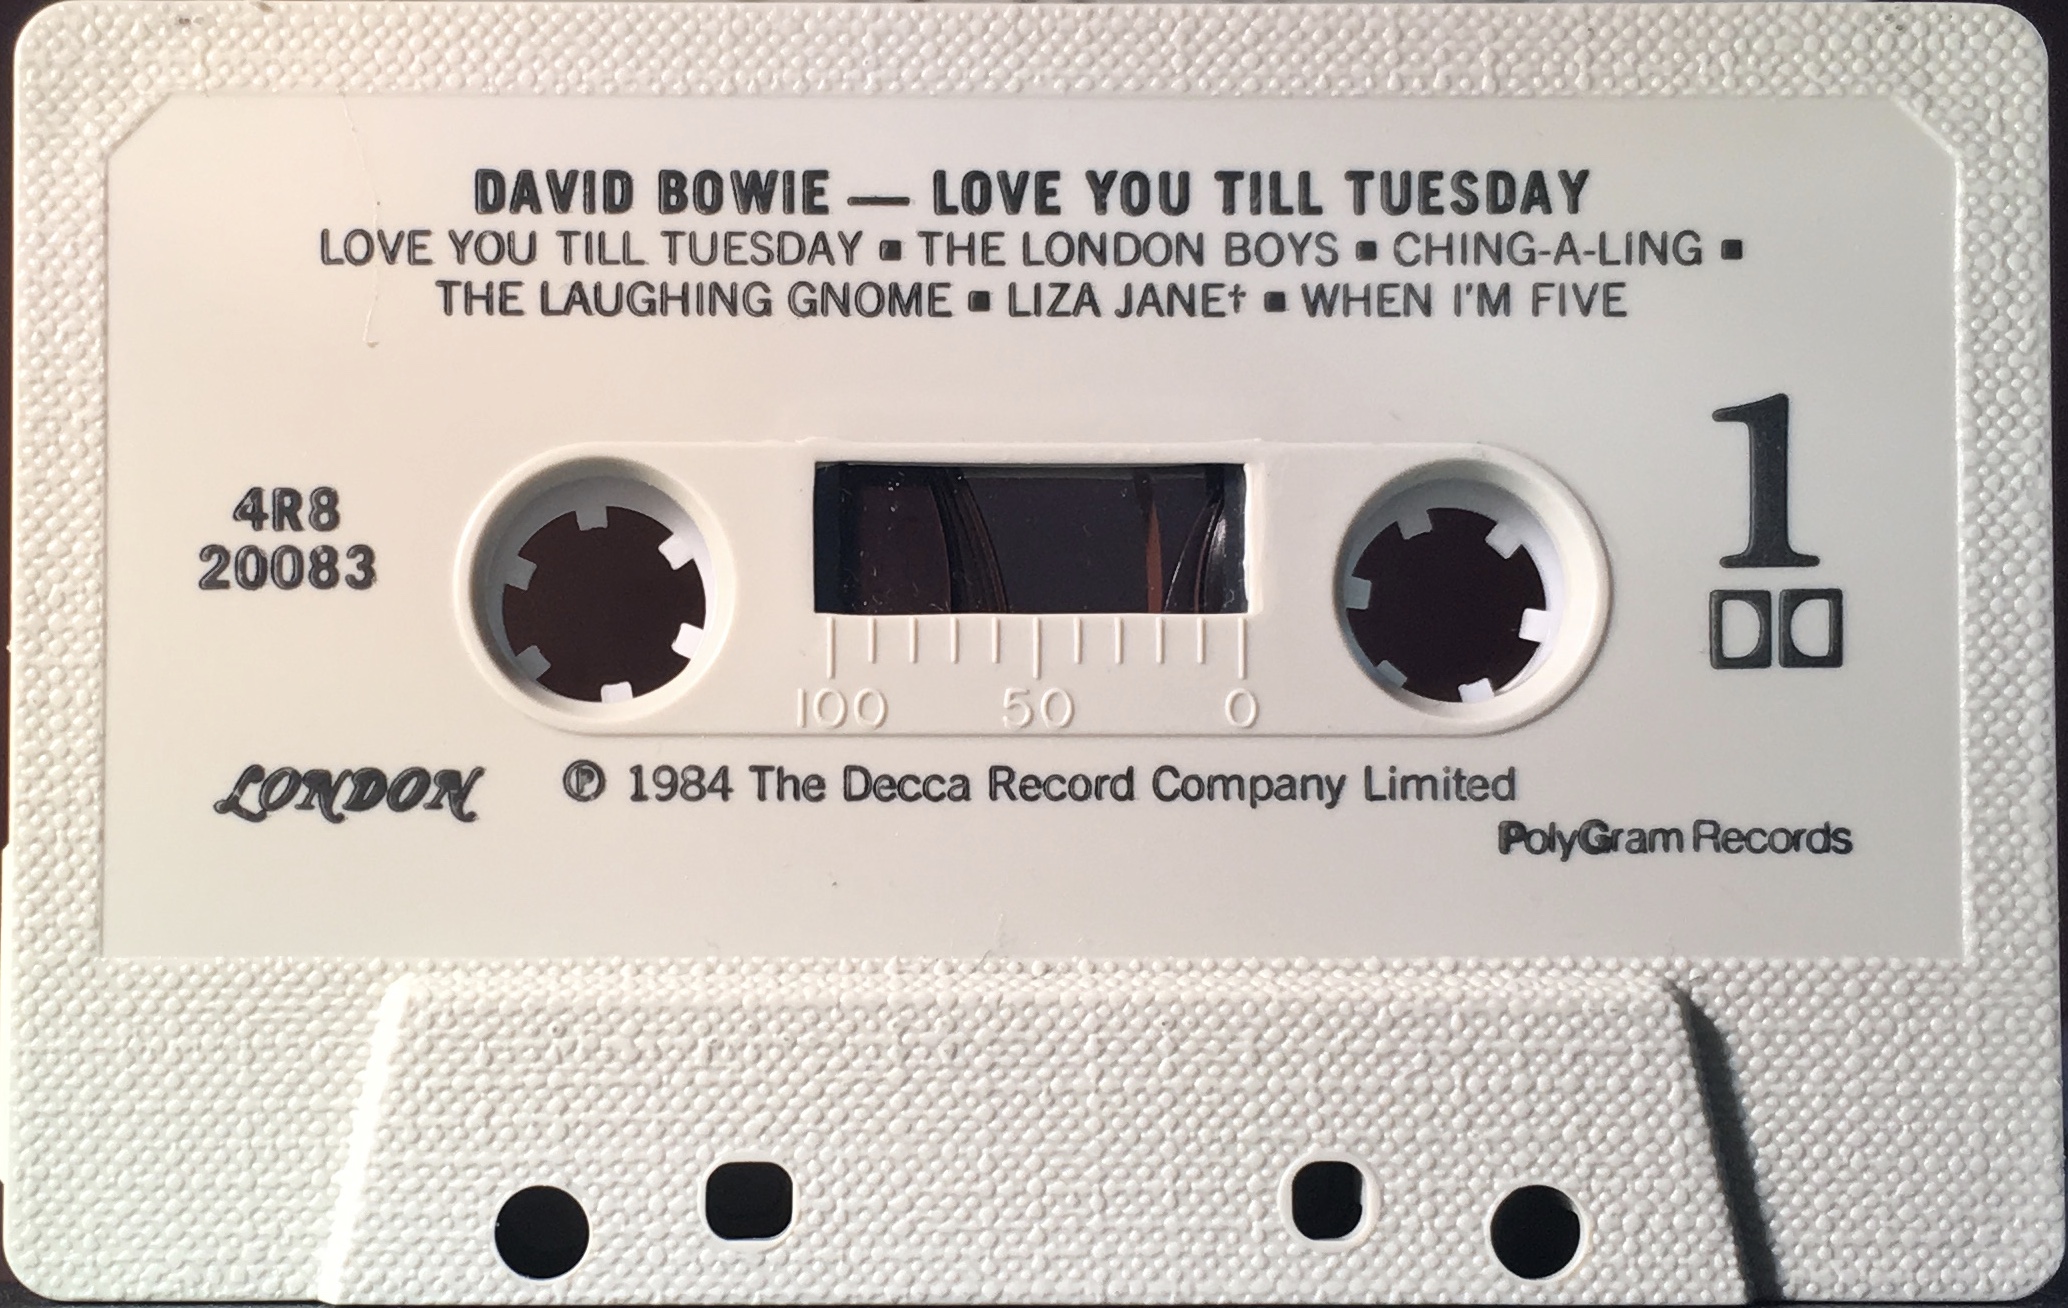 DAVID BOWIE — LOVE YOU TILL TUESDAY
LOVE YOU TILL TUESDAY ■ THE LONDON BOYS ■ CHING-A-LING ■
THE LAUGHING GNOME ■ LIZA JANE† ■ WHEN I'M FIVE
1
4R8
20083
100 50 0
LONDON
℗ 1984 The Decca Record Company Limited
PolyGram Records